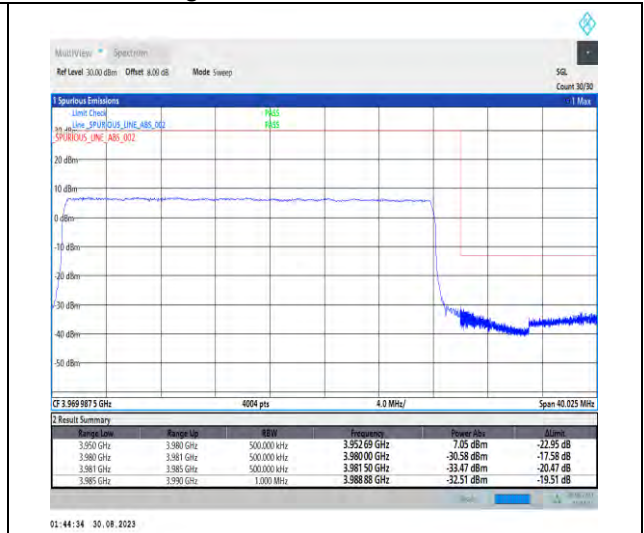 MultiView Spectrum
Ref Level 30.00 dBm Offset 8.00 dB Mode Sweep SGL
Count 30/30
1 Spurious Emissions 1 Max
Limit Check PASS
Line _SPURIOUS_LINE_ABS_002 PASS
_SPURIOUS_LINE_ABS_002
20 dBm
10 dBm
0 dBm
-10 dBm
-20 dBm
-30 dBm
-40 dBm
-50 dBm
CF 3.969 987 5 GHz 4004 pts 4.0 MHz/ Span 40.025 MHz
2 Result Summary
Range Low Range Up RBW Frequency Power Abs ΔLimit
3.950 GHz 3.980 GHz 500.000 kHz 3.952 69 GHz 7.05 dBm -22.95 dB
3.980 GHz 3.981 GHz 500.000 kHz 3.980 00 GHz -30.58 dBm -17.58 dB
3.981 GHz 3.985 GHz 500.000 kHz 3.981 50 GHz -33.47 dBm -20.47 dB
3.985 GHz 3.990 GHz 1.000 MHz 3.988 88 GHz -32.51 dBm -19.51 dB
01:44:34 30.08.2023